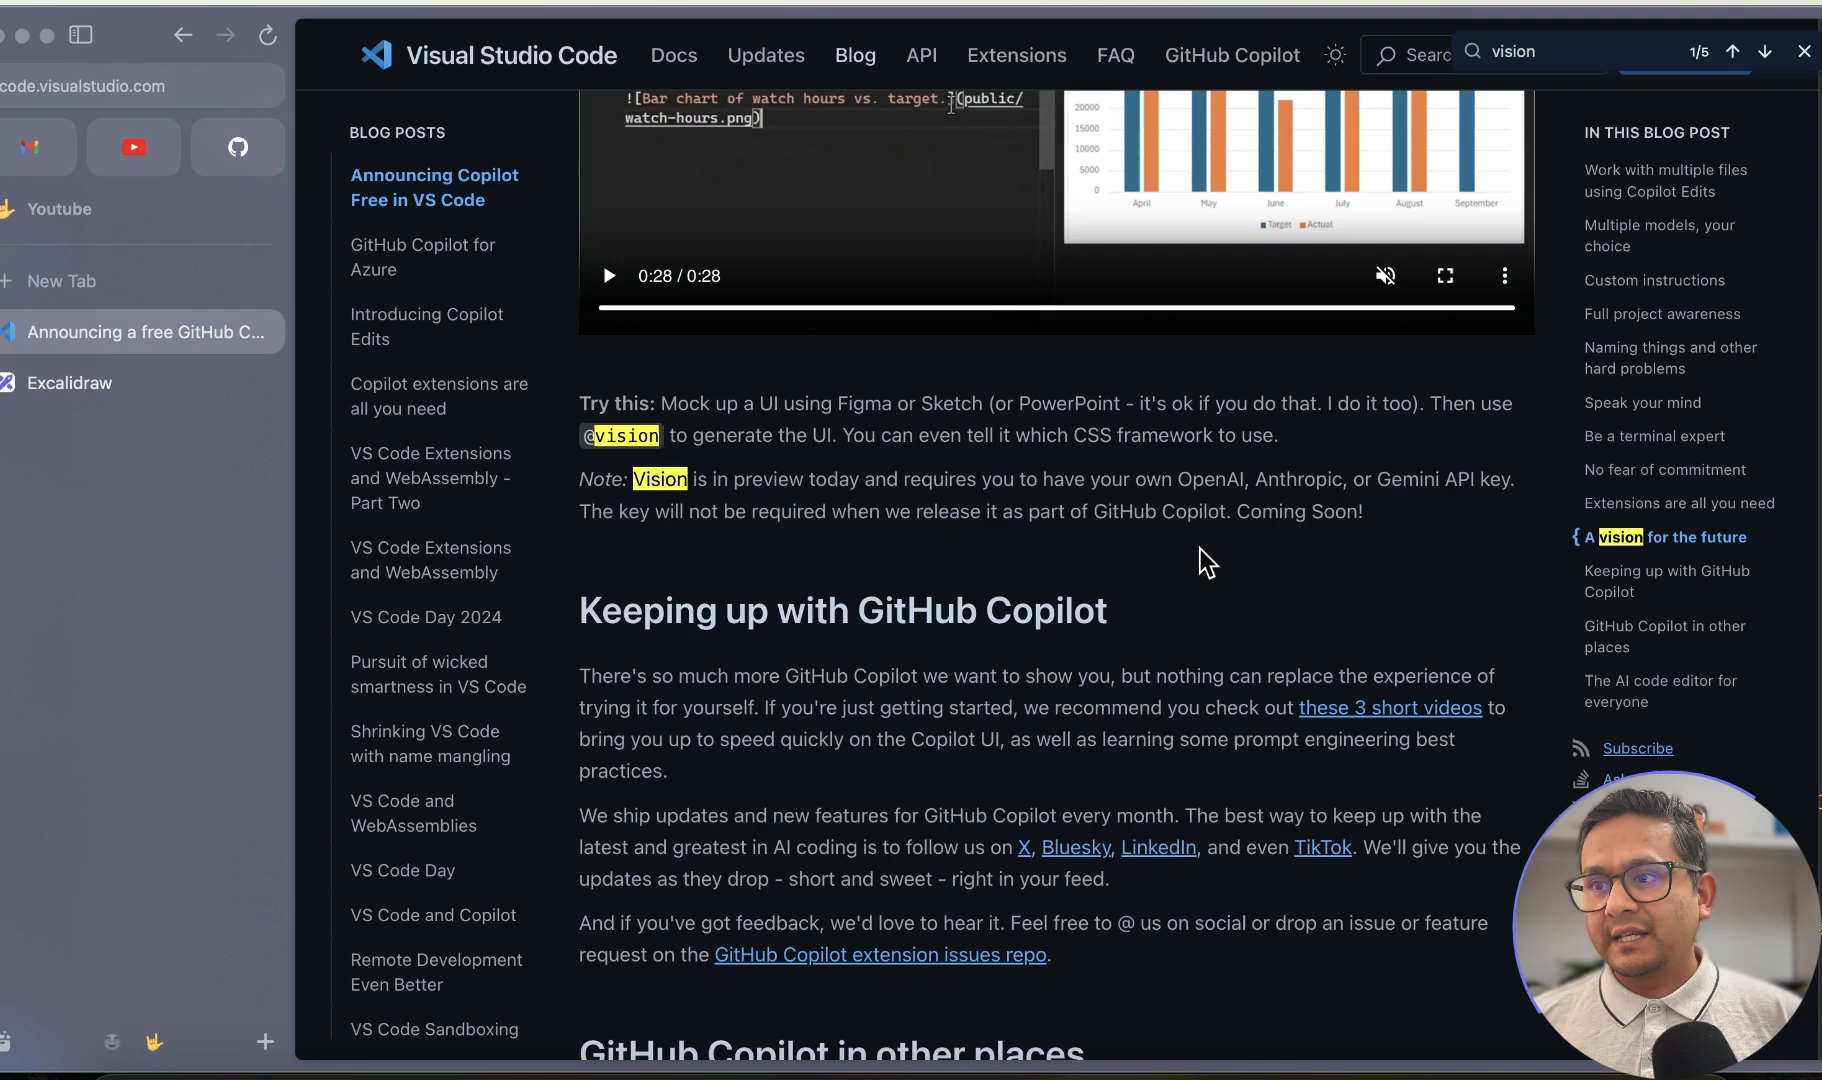 code.visualstudio.com
Youtube
New Tab
Announcing a free GitHub C...
Excalidraw
Visual Studio Code
Docs
Updates
Blog
API
Extensions
FAQ
GitHub Copilot
Searc
vision
1/5
BLOG POSTS
Announcing Copilot
Free in VS Code
GitHub Copilot for
Azure
Introducing Copilot
Edits
Copilot extensions are
all you need
VS Code Extensions
and WebAssembly -
Part Two
VS Code Extensions
and WebAssembly
VS Code Day 2024
Pursuit of wicked
smartness in VS Code
Shrinking VS Code
with name mangling
VS Code and
WebAssemblies
VS Code Day
VS Code and Copilot
Remote Development
Even Better
VS Code Sandboxing
![Bar chart of watch hours vs. target.](public/
watch-hours.png)
20000
15000
10000
5000
0
April May June July August September
Target Actual
0:28 / 0:28
Try this: Mock up a UI using Figma or Sketch (or PowerPoint - it's ok if you do that. I do it too). Then use
@vision to generate the UI. You can even tell it which CSS framework to use.
Note: Vision is in preview today and requires you to have your own OpenAI, Anthropic, or Gemini API key.
The key will not be required when we release it as part of GitHub Copilot. Coming Soon!
Keeping up with GitHub Copilot
There's so much more GitHub Copilot we want to show you, but nothing can replace the experience of
trying it for yourself. If you're just getting started, we recommend you check out these 3 short videos to
bring you up to speed quickly on the Copilot UI, as well as learning some prompt engineering best
practices.
We ship updates and new features for GitHub Copilot every month. The best way to keep up with the
latest and greatest in AI coding is to follow us on X, Bluesky, LinkedIn, and even TikTok. We'll give you the
updates as they drop - short and sweet - right in your feed.
And if you've got feedback, we'd love to hear it. Feel free to @ us on social or drop an issue or feature
request on the GitHub Copilot extension issues repo.
GitHub Copilot in other places
IN THIS BLOG POST
Work with multiple files
using Copilot Edits
Multiple models, your
choice
Custom instructions
Full project awareness
Naming things and other
hard problems
Speak your mind
Be a terminal expert
No fear of commitment
Extensions are all you need
{ A vision for the future
Keeping up with GitHub
Copilot
GitHub Copilot in other
places
The AI code editor for
everyone
Subscribe